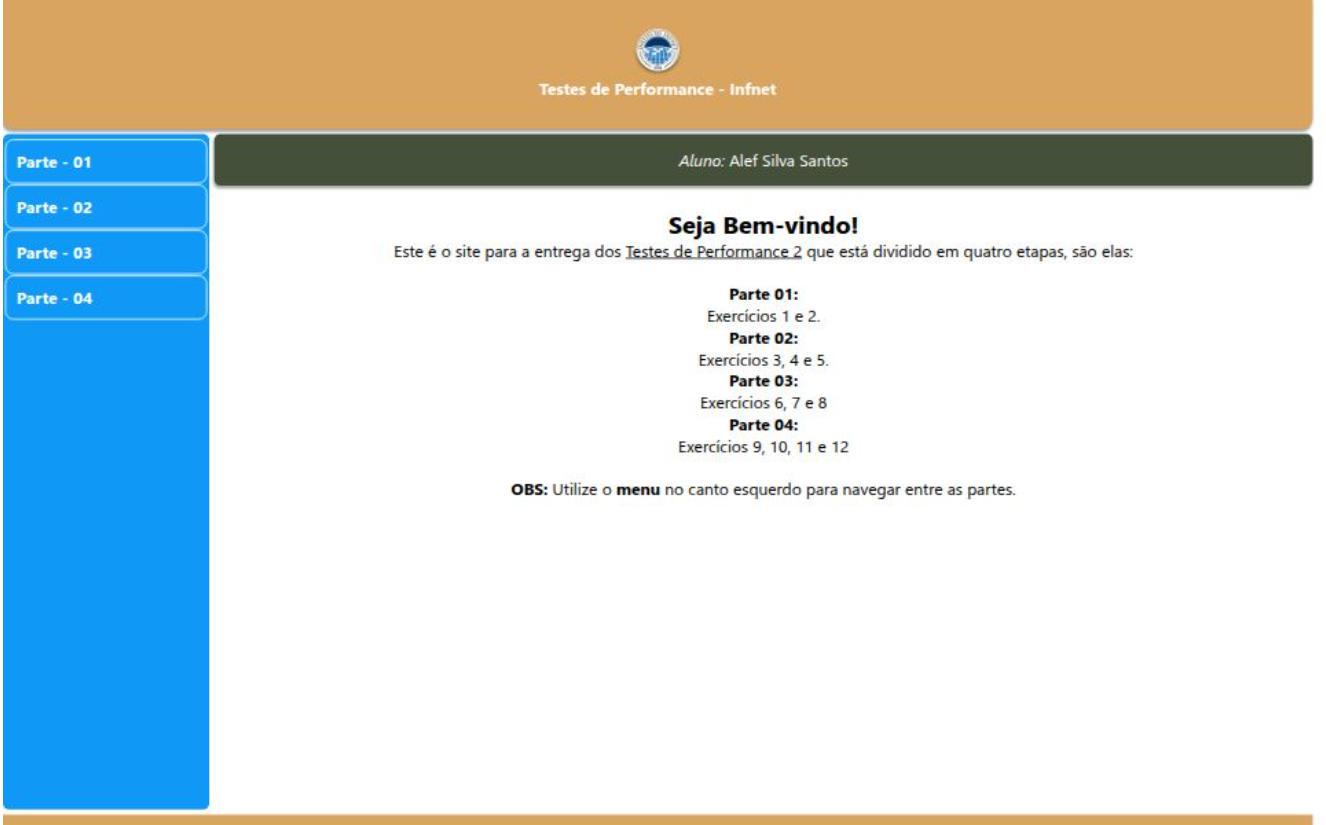 Testes de Performance - Infnet
Parte - 01
Parte - 02
Parte - 03
Parte - 04
Aluno: Alef Silva Santos
Seja Bem-vindo!
Este é o site para a entrega dos Testes de Performance 2 que está dividido em quatro etapas, são elas:
Parte 01:
Exercícios 1 e 2.
Parte 02:
Exercícios 3, 4 e 5.
Parte 03:
Exercícios 6, 7 e 8
Parte 04:
Exercícios 9, 10, 11 e 12
OBS: Utilize o menu no canto esquerdo para navegar entre as partes.